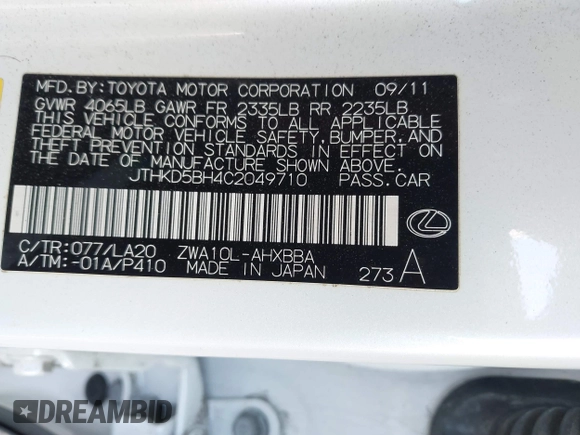 MFD.BY:TOYOTA MOTOR CORPORATION 09/11
GVWR 4065LB GAWR FR 2335LB RR 2235LB
THIS VEHICLE CONFORMS TO ALL APPLICABLE
FEDERAL MOTOR VEHICLE SAFETY,BUMPER,AND
THEFT PREVENTION STANDARDS IN EFFECT ON
THE DATE OF MANUFACTURE SHOWN ABOVE.
JTHKD5BH4C2049710 PASS.CAR
C/TR:077/LA20 ZWA10L-AHXBBA
A/TM:-01A/P410 MADE IN JAPAN 273 A
DREAMBID